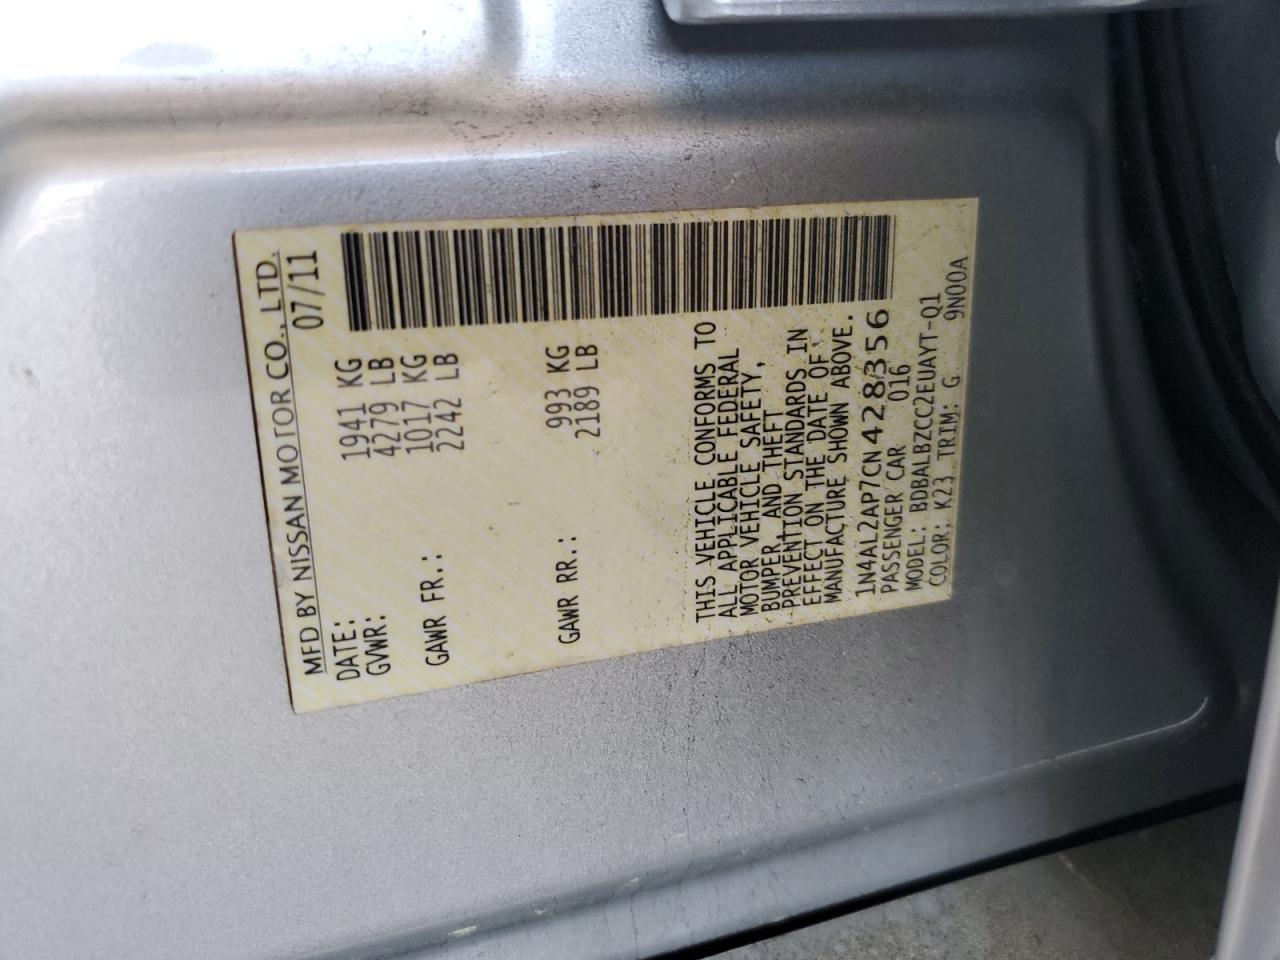 MFD BY NISSAN MOTOR CO., LTD.
DATE: 07/11
GVWR: 1941 KG
4279 LB
GAWR FR.: 1017 KG
2242 LB
GAWR RR.: 993 KG
2189 LB
THIS VEHICLE CONFORMS TO
ALL APPLICABLE FEDERAL
MOTOR VEHICLE SAFETY,
BUMPER, AND THEFT
PREVENTION STANDARDS IN
EFFECT ON THE DATE OF
MANUFACTURE SHOWN ABOVE.
1N4AL2AP7CN428356
PASSENGER CAR 016
MODEL: BDBALBZCC2EUAYT-Q1
COLOR: K23 TRIM: G 9N00A